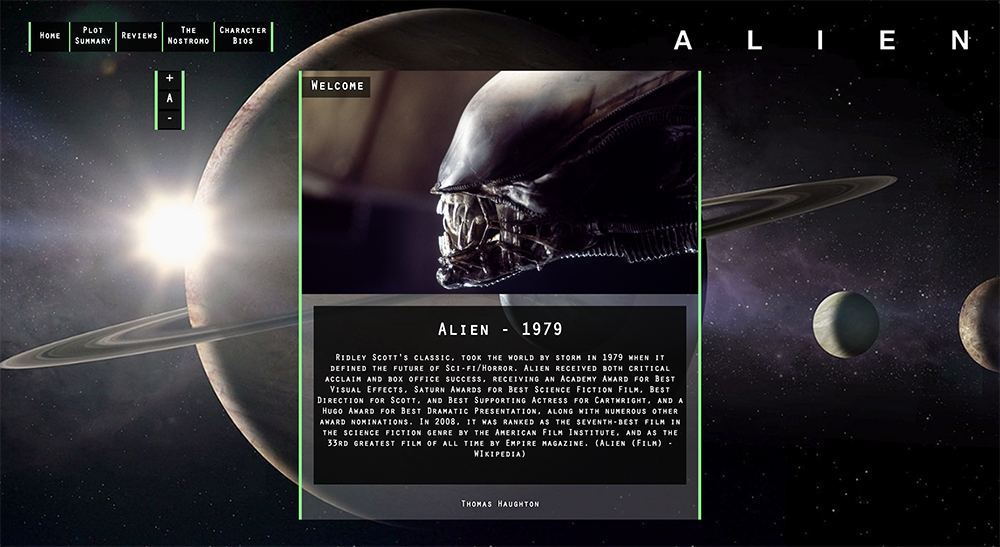 Home
Plot Summary
Reviews
The Nostromo
Character Bios
A L I E N
+
A
-
Welcome
Alien - 1979
Ridley Scott's classic, took the world by storm in 1979 when it
defined the future of Sci-fi/Horror. Alien received both critical
acclaim and box office success, receiving an Academy Award for Best
Visual Effects, Saturn Awards for Best Science Fiction Film, Best
Direction for Scott, and Best Supporting Actress for Cartwright, and a
Hugo Award for Best Dramatic Presentation, along with numerous other
award nominations. In 2008, it was ranked as the seventh-best film in
the science fiction genre by the American Film Institute, and as the
33rd greatest film of all time by Empire magazine. (Alien (Film) -
WIkipedia)
Thomas Haughton